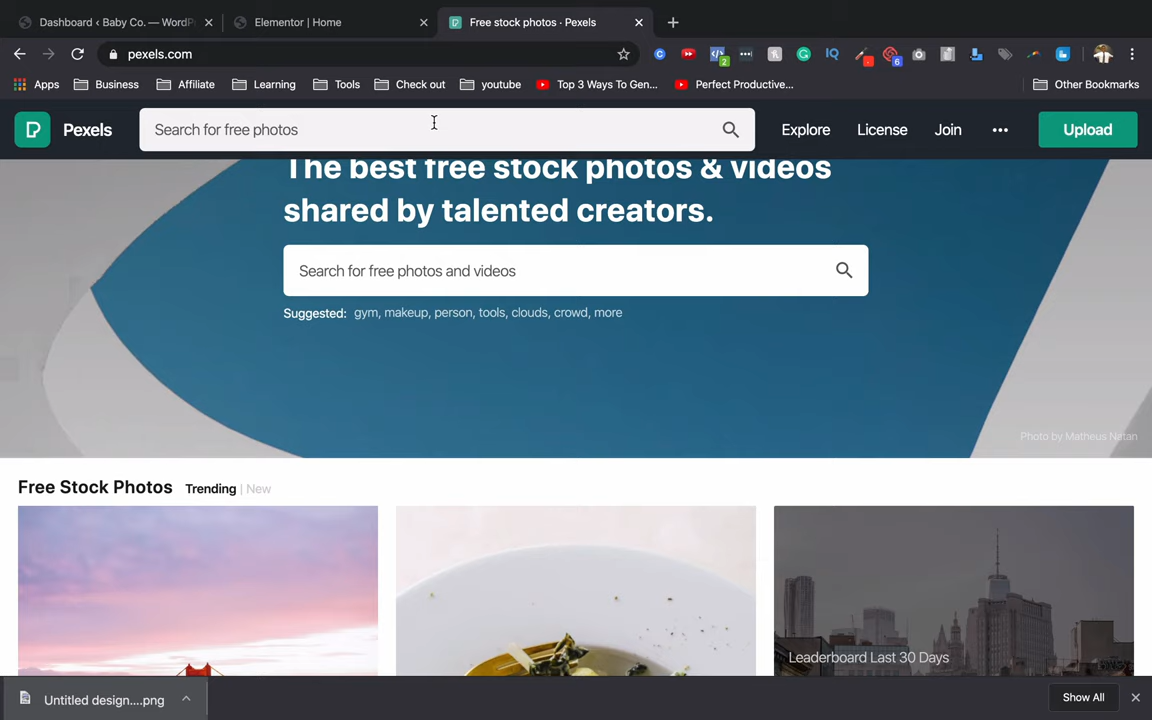 Dashboard ‹ Baby Co. — WordP
Elementor | Home
Free stock photos · Pexels
pexels.com
2
6
Apps
Business
Affiliate
Learning
Tools
Check out
youtube
Top 3 Ways To Gen...
Perfect Productive...
Other Bookmarks
Pexels
Search for free photos
Explore
License
Join
Upload
The best free stock photos & videos
shared by talented creators.
Search for free photos and videos
Suggested: gym, makeup, person, tools, clouds, crowd, more
Photo by Matheus Natan
Free Stock Photos
Trending | New
Leaderboard Last 30 Days
Untitled design....png
Show All